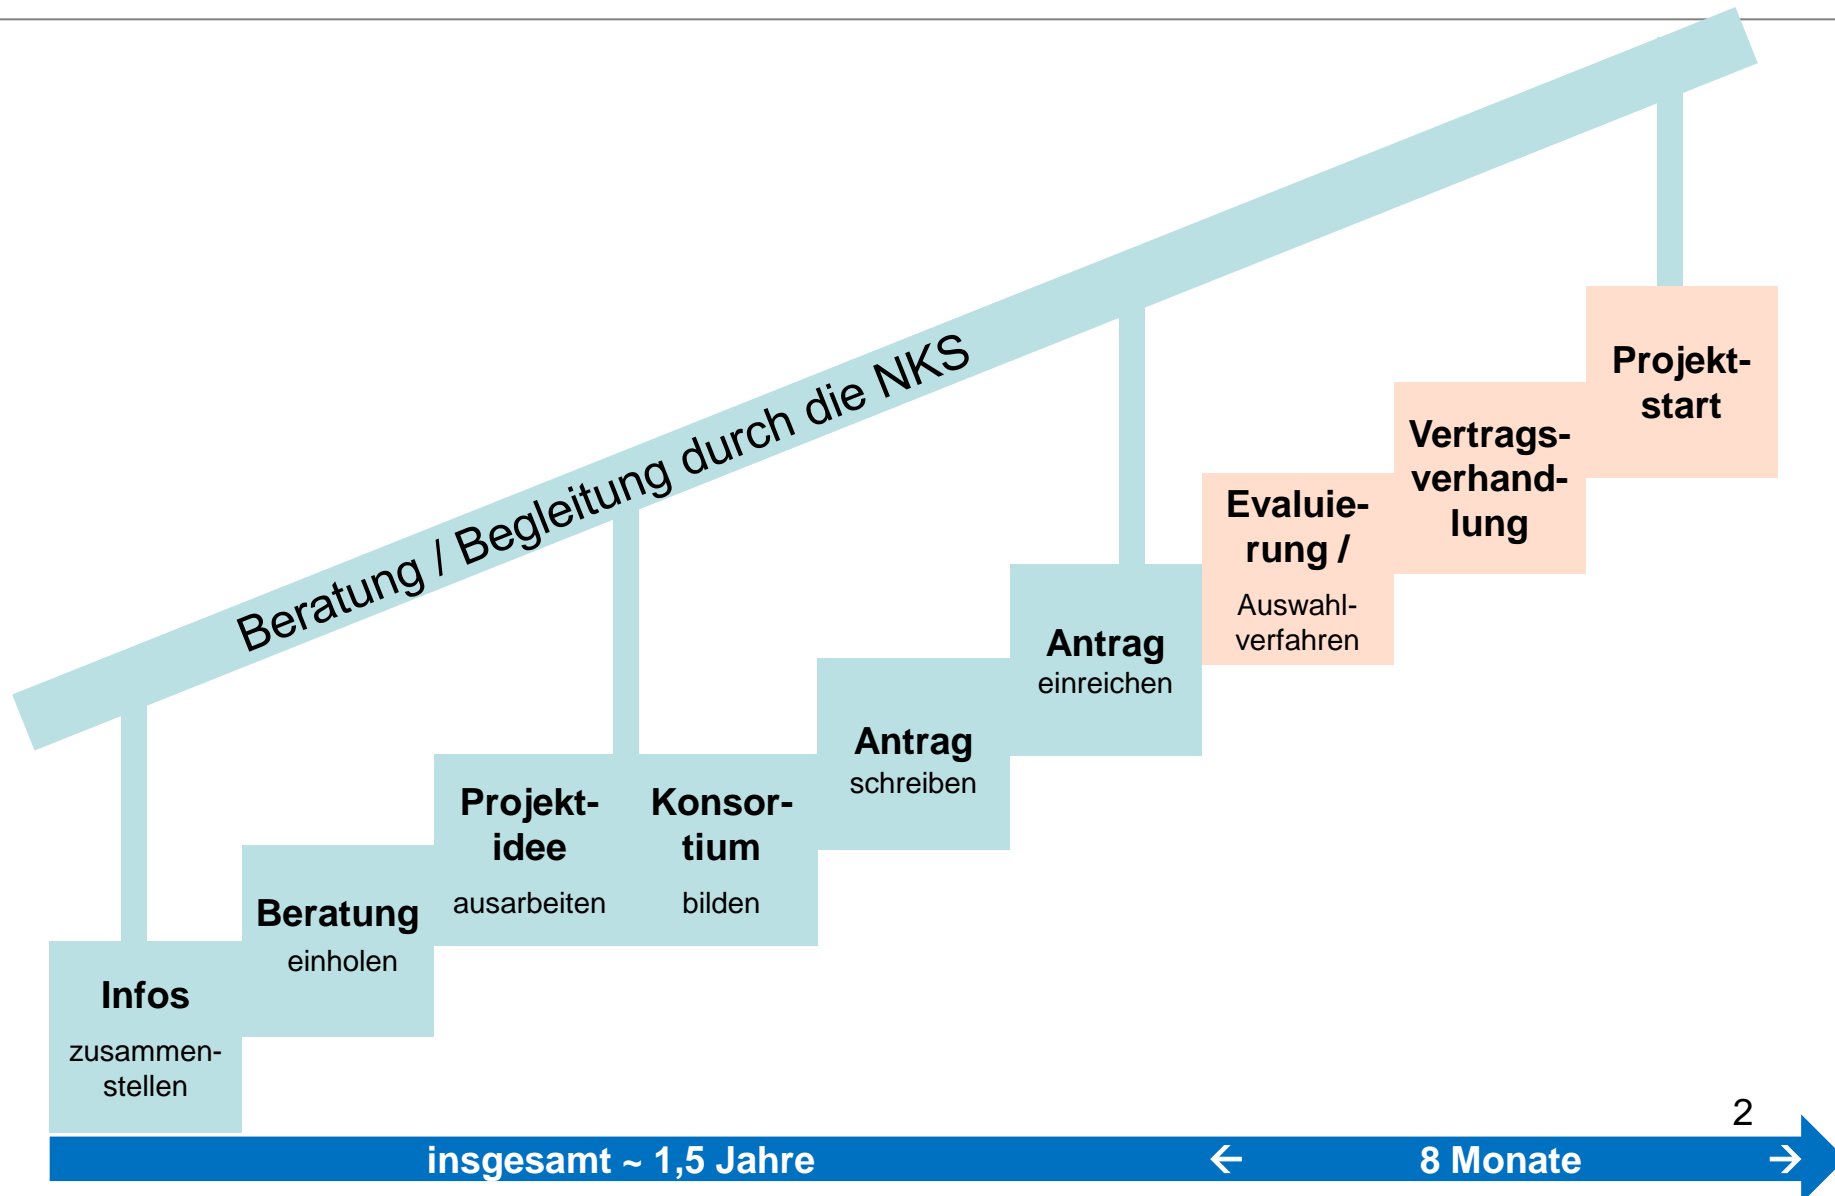 Beratung / Begleitung durch die NKS
Infos
zusammen-
stellen
Beratung
einholen
Projekt-
idee
ausarbeiten
Konsor-
tium
bilden
Antrag
schreiben
Antrag
einreichen
Evaluie-
rung /
Auswahl-
verfahren
Vertrags-
verhand-
lung
Projekt-
start
2
insgesamt ~ 1,5 Jahre
← 8 Monate →